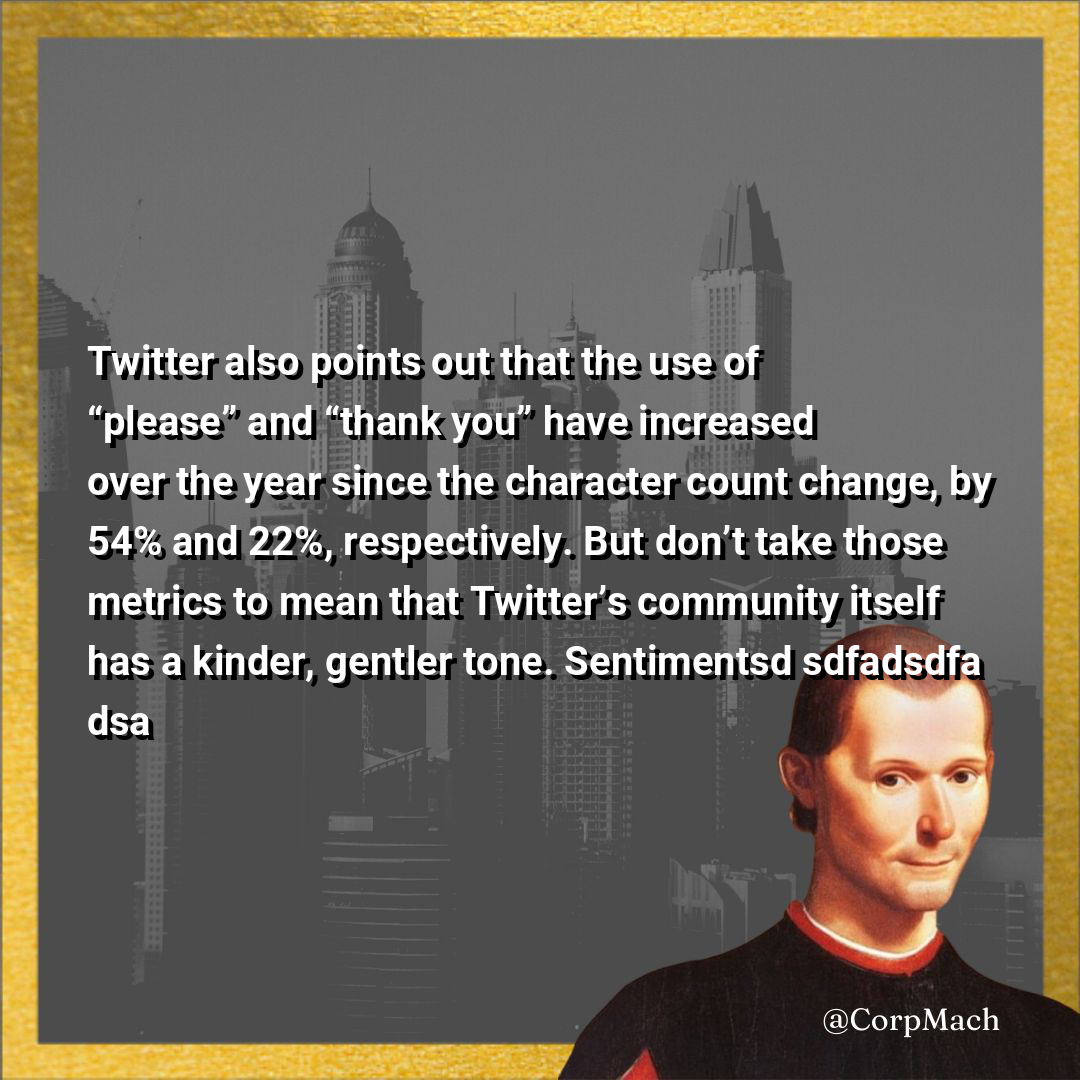 Twitter also points out that the use of
“please” and “thank you” have increased
over the year since the character count change, by
54% and 22%, respectively. But don’t take those
metrics to mean that Twitter’s community itself
has a kinder, gentler tone. Sentimentsd sdfadsdfa
dsa
@CorpMach